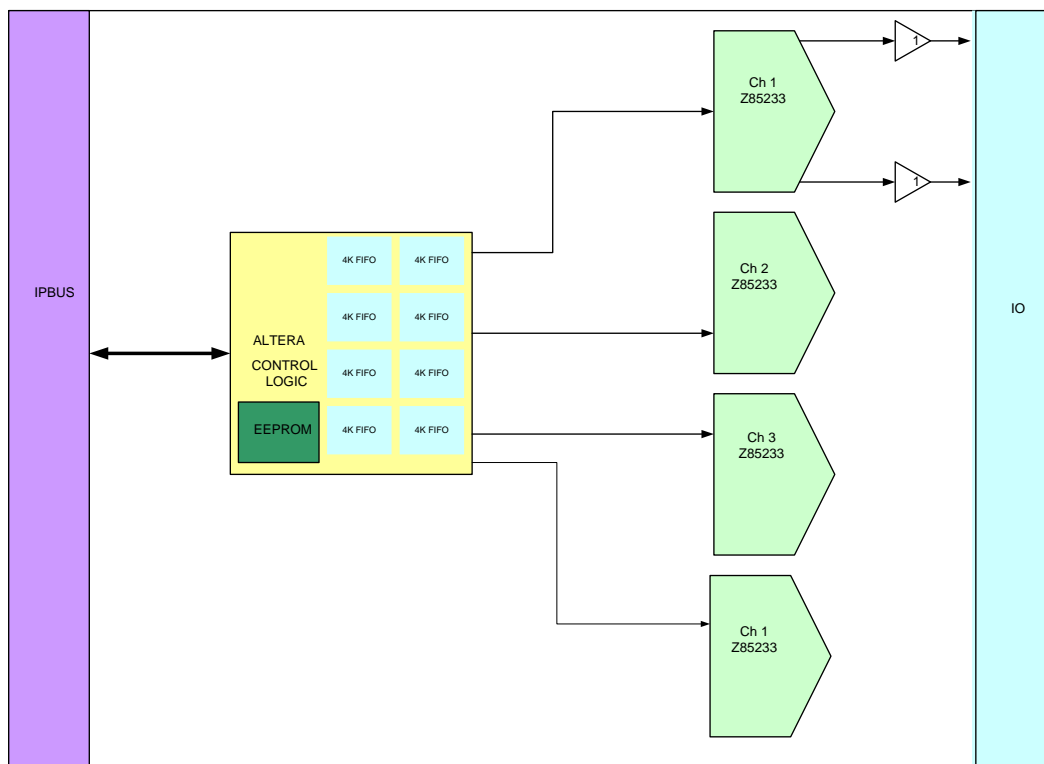 IPBUS
ALTERA
CONTROL
LOGIC
EEPROM
4K FIFO
4K FIFO
4K FIFO
4K FIFO
4K FIFO
4K FIFO
4K FIFO
4K FIFO
Ch 1
Z85233
Ch 2
Z85233
Ch 3
Z85233
Ch 1
Z85233
1
1
IO